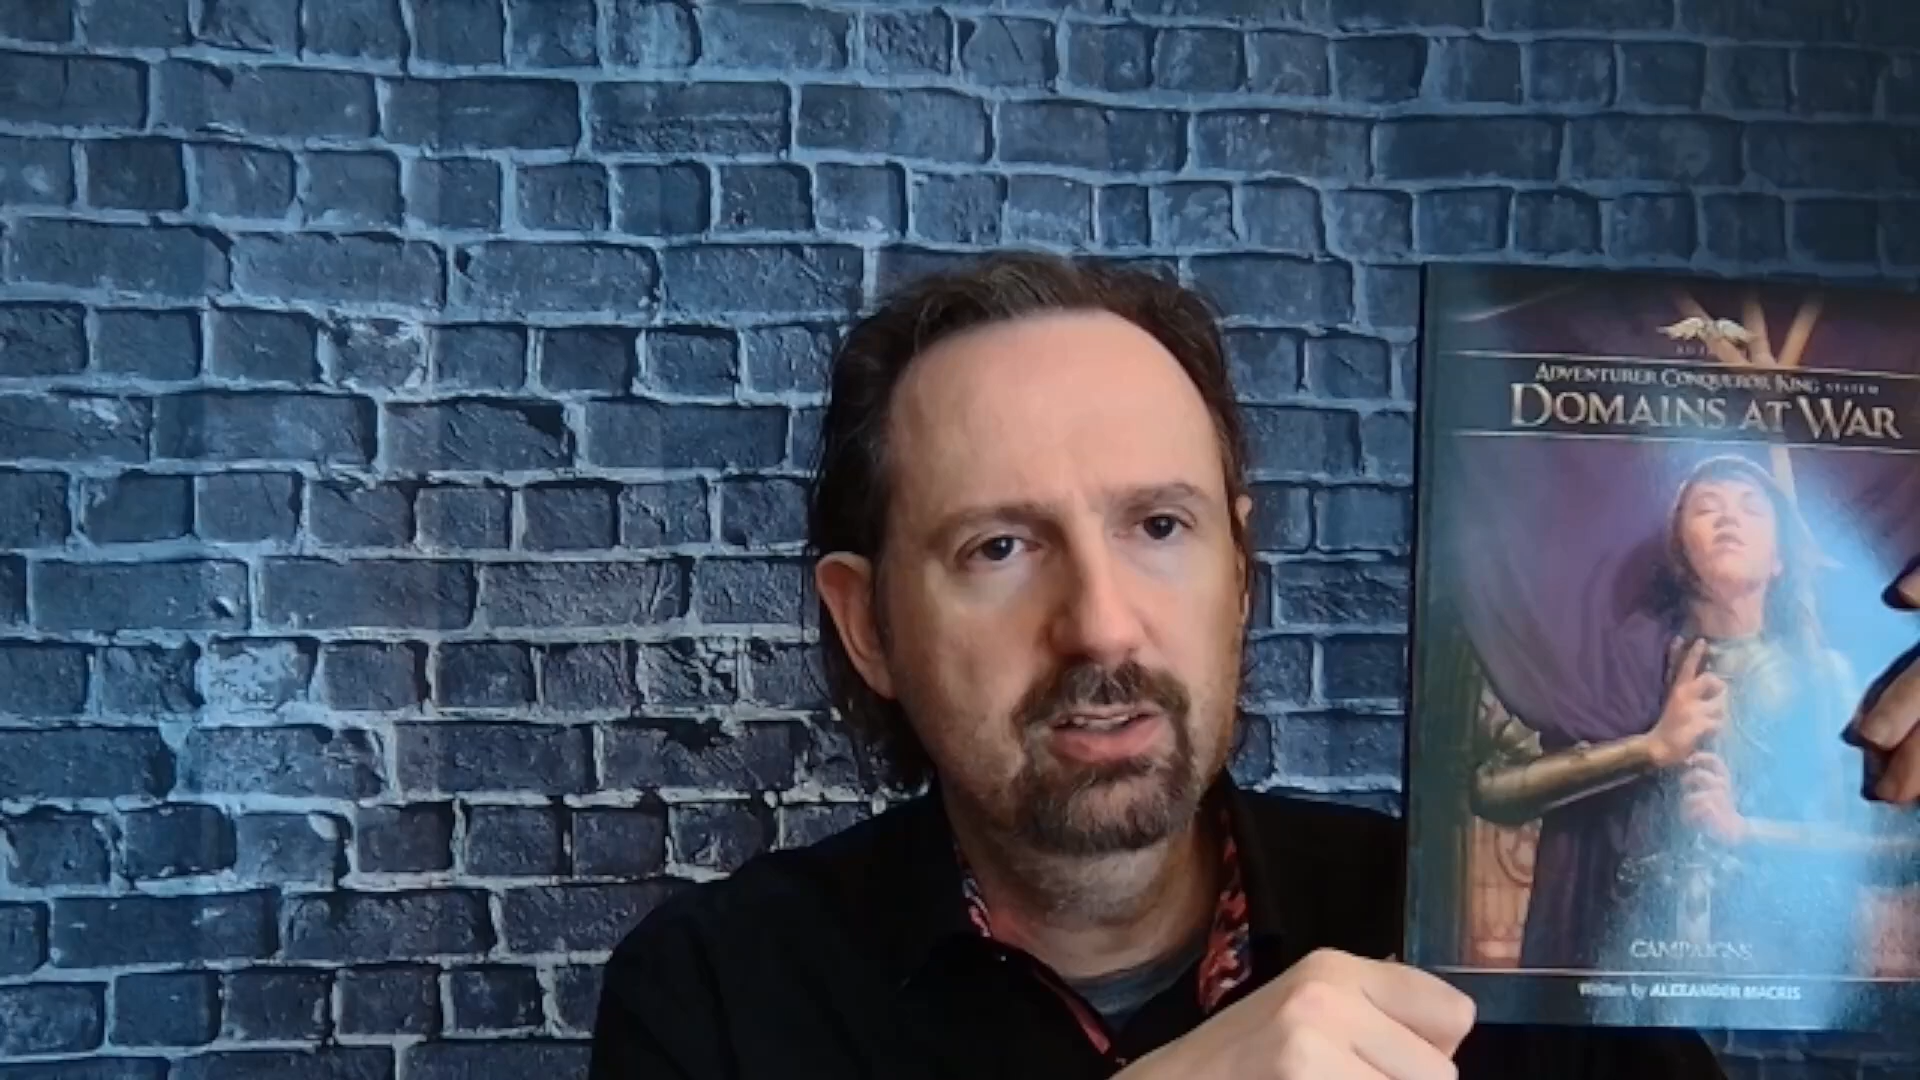 ADVENTURER CONQUEROR KING SYSTEM
DOMAINS AT WAR
CAMPAIGNS
Written by ALEXANDER MACRIS